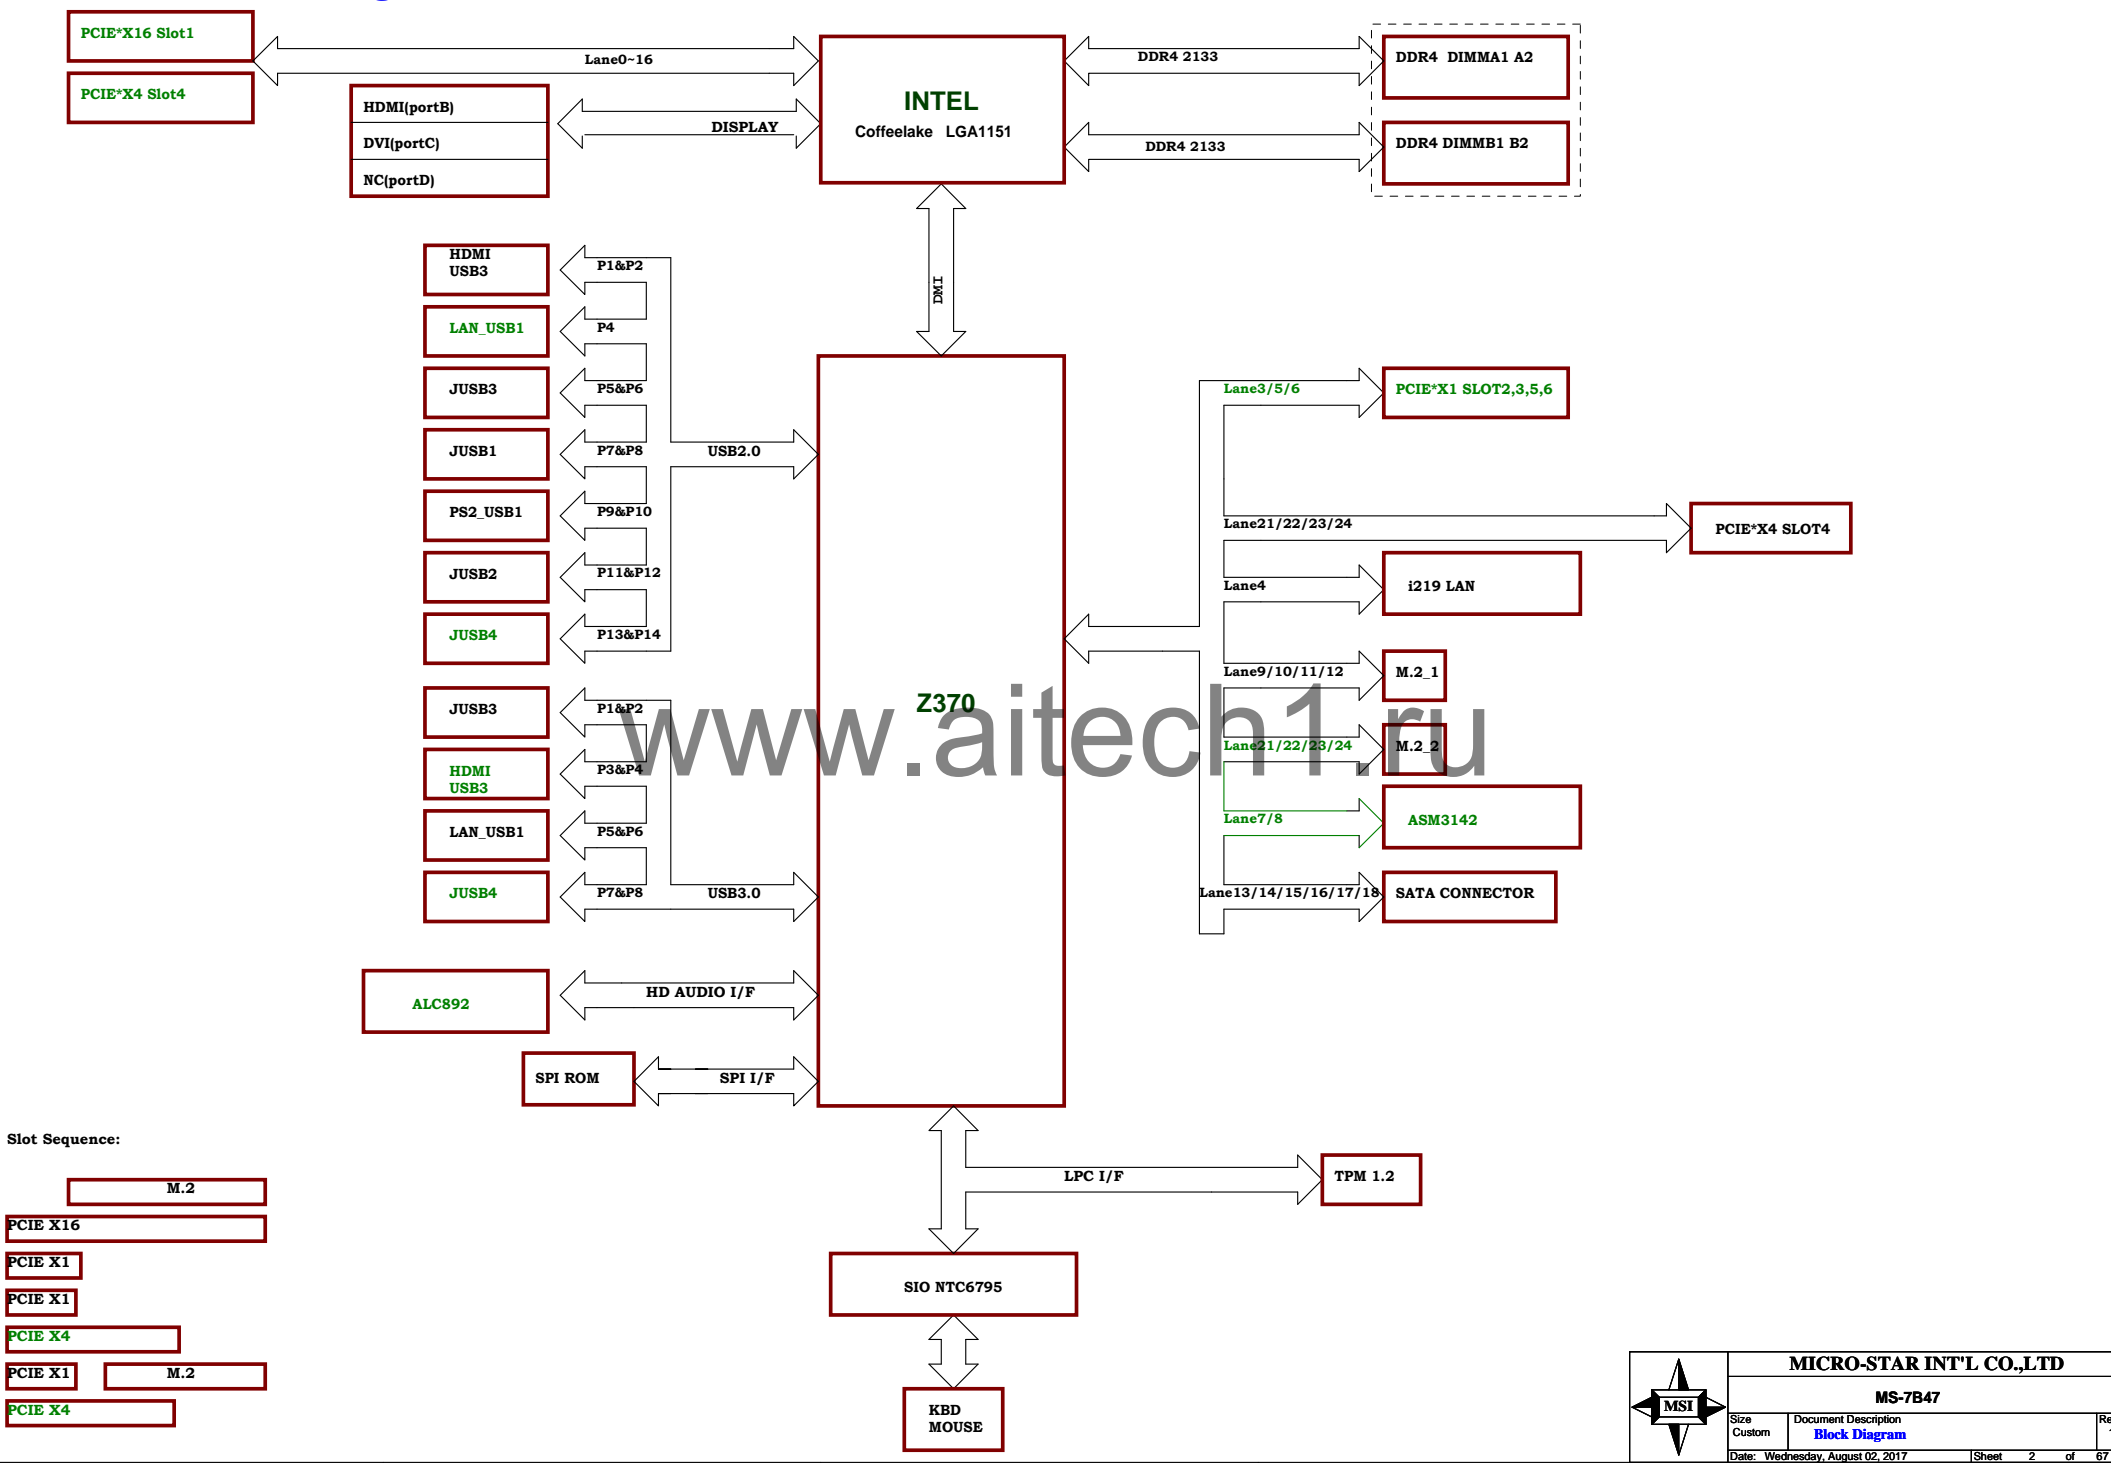 PCIE*X16 Slot1
PCIE*X4 Slot4
Lane0~16
HDMI(portB)
DVI(portC)
NC(portD)
DISPLAY
INTEL
Coffeelake LGA1151
DDR4 2133
DDR4 DIMMA1 A2
DDR4 2133
DDR4 DIMMB1 B2
DMI
HDMI
USB3
P1&P2
LAN_USB1
P4
JUSB3
P5&P6
JUSB1
P7&P8
USB2.0
PS2_USB1
P9&P10
JUSB2
P11&P12
JUSB4
P13&P14
JUSB3
P1&P2
HDMI
USB3
P3&P4
LAN_USB1
P5&P6
JUSB4
P7&P8
USB3.0
Z370
www.aitech1.ru
Lane3/5/6
PCIE*X1 SLOT2,3,5,6
Lane21/22/23/24
PCIE*X4 SLOT4
Lane4
i219 LAN
Lane9/10/11/12
M.2_1
Lane21/22/23/24
M.2_2
Lane7/8
ASM3142
Lane13/14/15/16/17/18
SATA CONNECTOR
ALC892
HD AUDIO I/F
SPI ROM
SPI I/F
LPC I/F
TPM 1.2
SIO NTC6795
KBD
MOUSE
Slot Sequence:
M.2
PCIE X16
PCIE X1
PCIE X1
PCIE X4
PCIE X1
M.2
PCIE X4
MSI
MICRO-STAR INT'L CO.,LTD
MS-7B47
Size
Custom
Document Description
Block Diagram
Date: Wednesday, August 02, 2017
Sheet 2 of 67